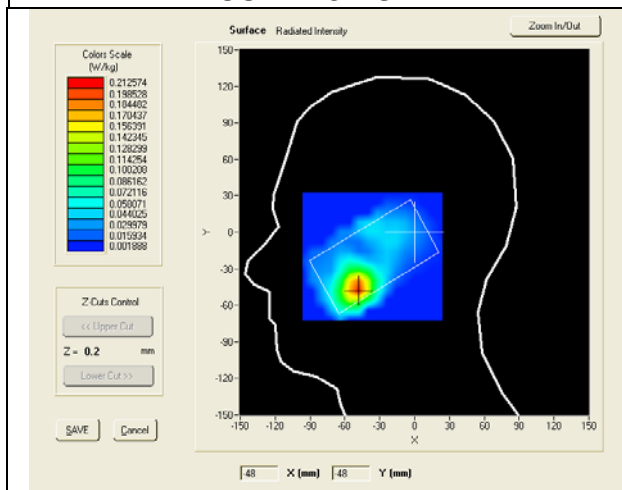 Surface Radiated Intensity
Zoom In/Out
Colors Scale
(W/kg)
0.212574
0.198528
0.184482
0.170437
0.156391
0.142345
0.128299
0.114254
0.100208
0.086162
0.072116
0.058071
0.044025
0.029979
0.015934
0.001888
150
120
90
60
30
0
-30
-60
-90
-120
-150
Y
-150 -120 -90 -60 -30 0 30 60 90 120 150
X
Z-Cuts Control
<< Upper Cut
Z = 0.2 mm
Lower Cut >>
SAVE Cancel
-48 X (mm) -48 Y (mm)